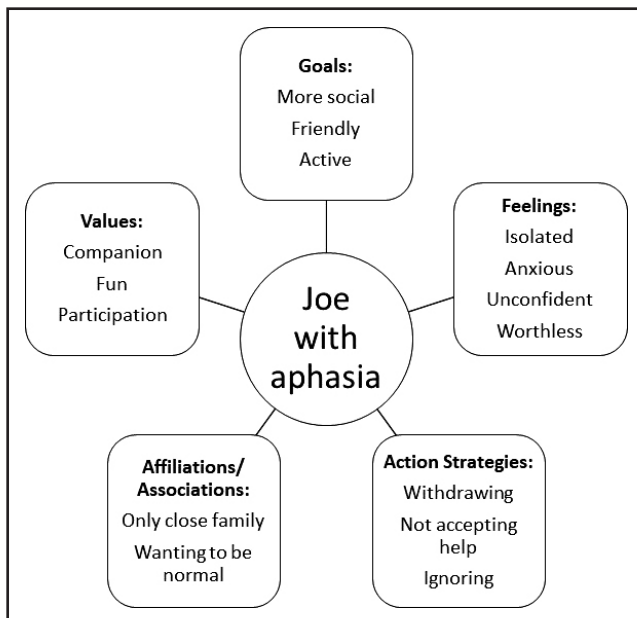 Goals:
More social
Friendly
Active
Values:
Companion
Fun
Participation
Feelings:
Isolated
Anxious
Unconfident
Worthless
Joe
with
aphasia
Affiliations/
Associations:
Only close family
Wanting to be
normal
Action Strategies:
Withdrawing
Not accepting
help
Ignoring